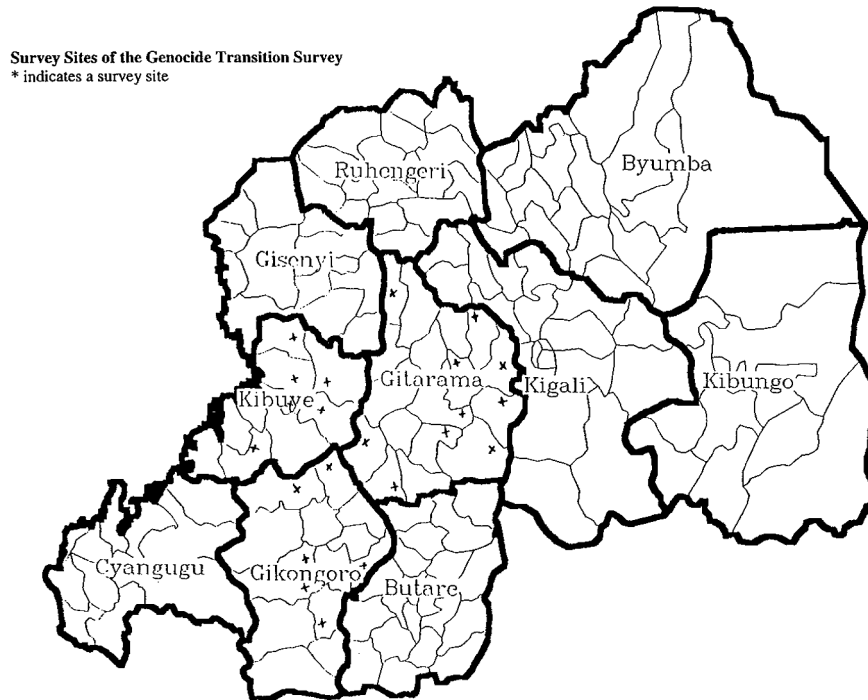 Survey Sites of the Genocide Transition Survey
* indicates a survey site
Byumba
Ruhengeri
Gisenyi
Gitarama
Kigali
Kibungo
Kibuye
Cyangugu
Gikongoro
Butare